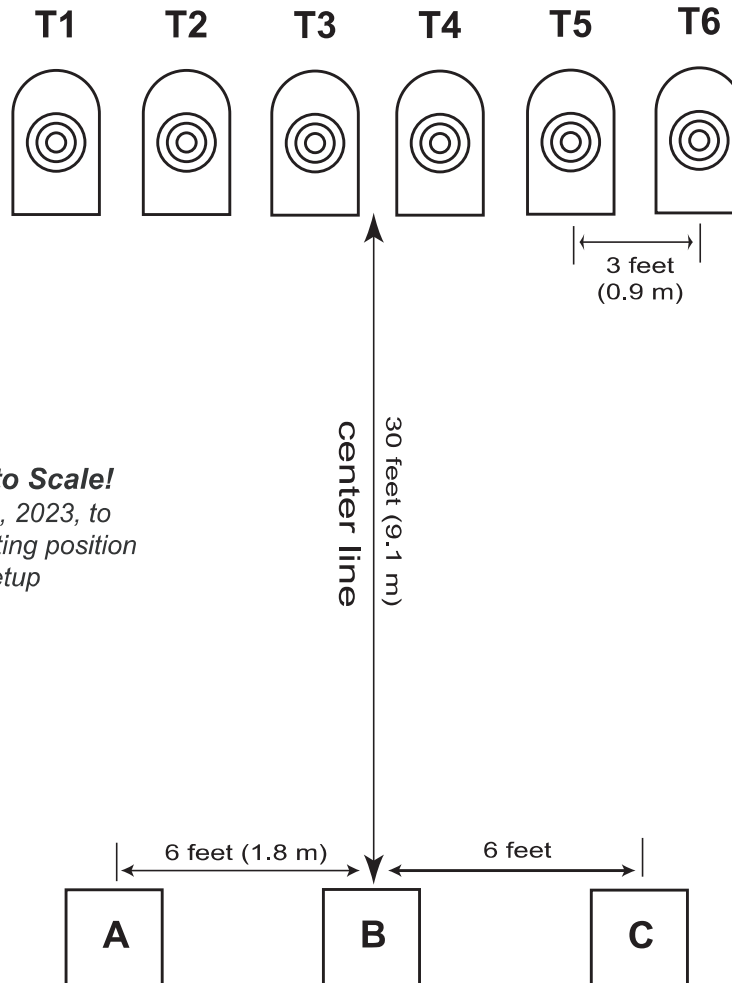 T1 T2 T3 T4 T5 T6
3 feet
(0.9 m)
center line
30 feet (9.1 m)
to Scale!
, 2023, to
ting position
etup
6 feet (1.8 m)
6 feet
A B C